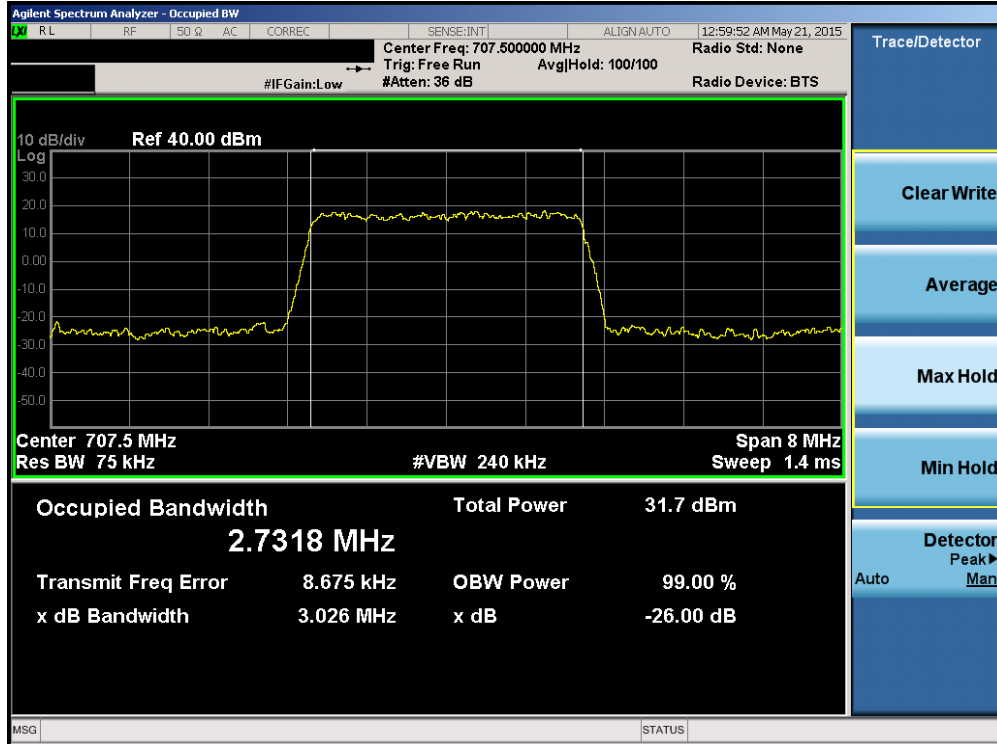 Agilent Spectrum Analyzer - Occupied BW
LXI RL RF 50 Ω AC CORREC SENSE:INT ALIGN AUTO 12:59:52 AM May 21, 2015
Center Freq: 707.500000 MHz Radio Std: None
Trig: Free Run Avg|Hold: 100/100
#IFGain:Low #Atten: 36 dB Radio Device: BTS
10 dB/div Ref 40.00 dBm
Log
30.0
20.0
10.0
0.00
-10.0
-20.0
-30.0
-40.0
-50.0
Center 707.5 MHz Span 8 MHz
Res BW 75 kHz #VBW 240 kHz Sweep 1.4 ms
Occupied Bandwidth Total Power 31.7 dBm
2.7318 MHz
Transmit Freq Error 8.675 kHz OBW Power 99.00 %
x dB Bandwidth 3.026 MHz x dB -26.00 dB
MSG STATUS
Trace/Detector
Clear Write
Average
Max Hold
Min Hold
Detector
Peak▶
Auto Man